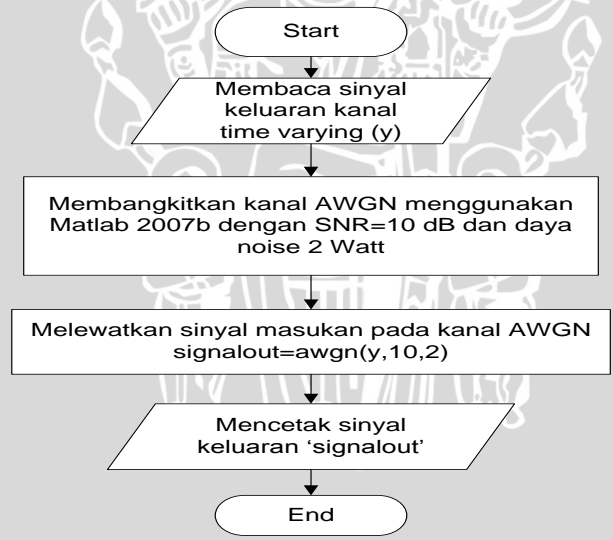 Start
Membaca sinyal
keluaran kanal
time varying (y)
Membangkitkan kanal AWGN menggunakan
Matlab 2007b dengan SNR=10 dB dan daya
noise 2 Watt
Melewatkan sinyal masukan pada kanal AWGN
signalout=awgn(y,10,2)
Mencetak sinyal
keluaran ‘signalout’
End